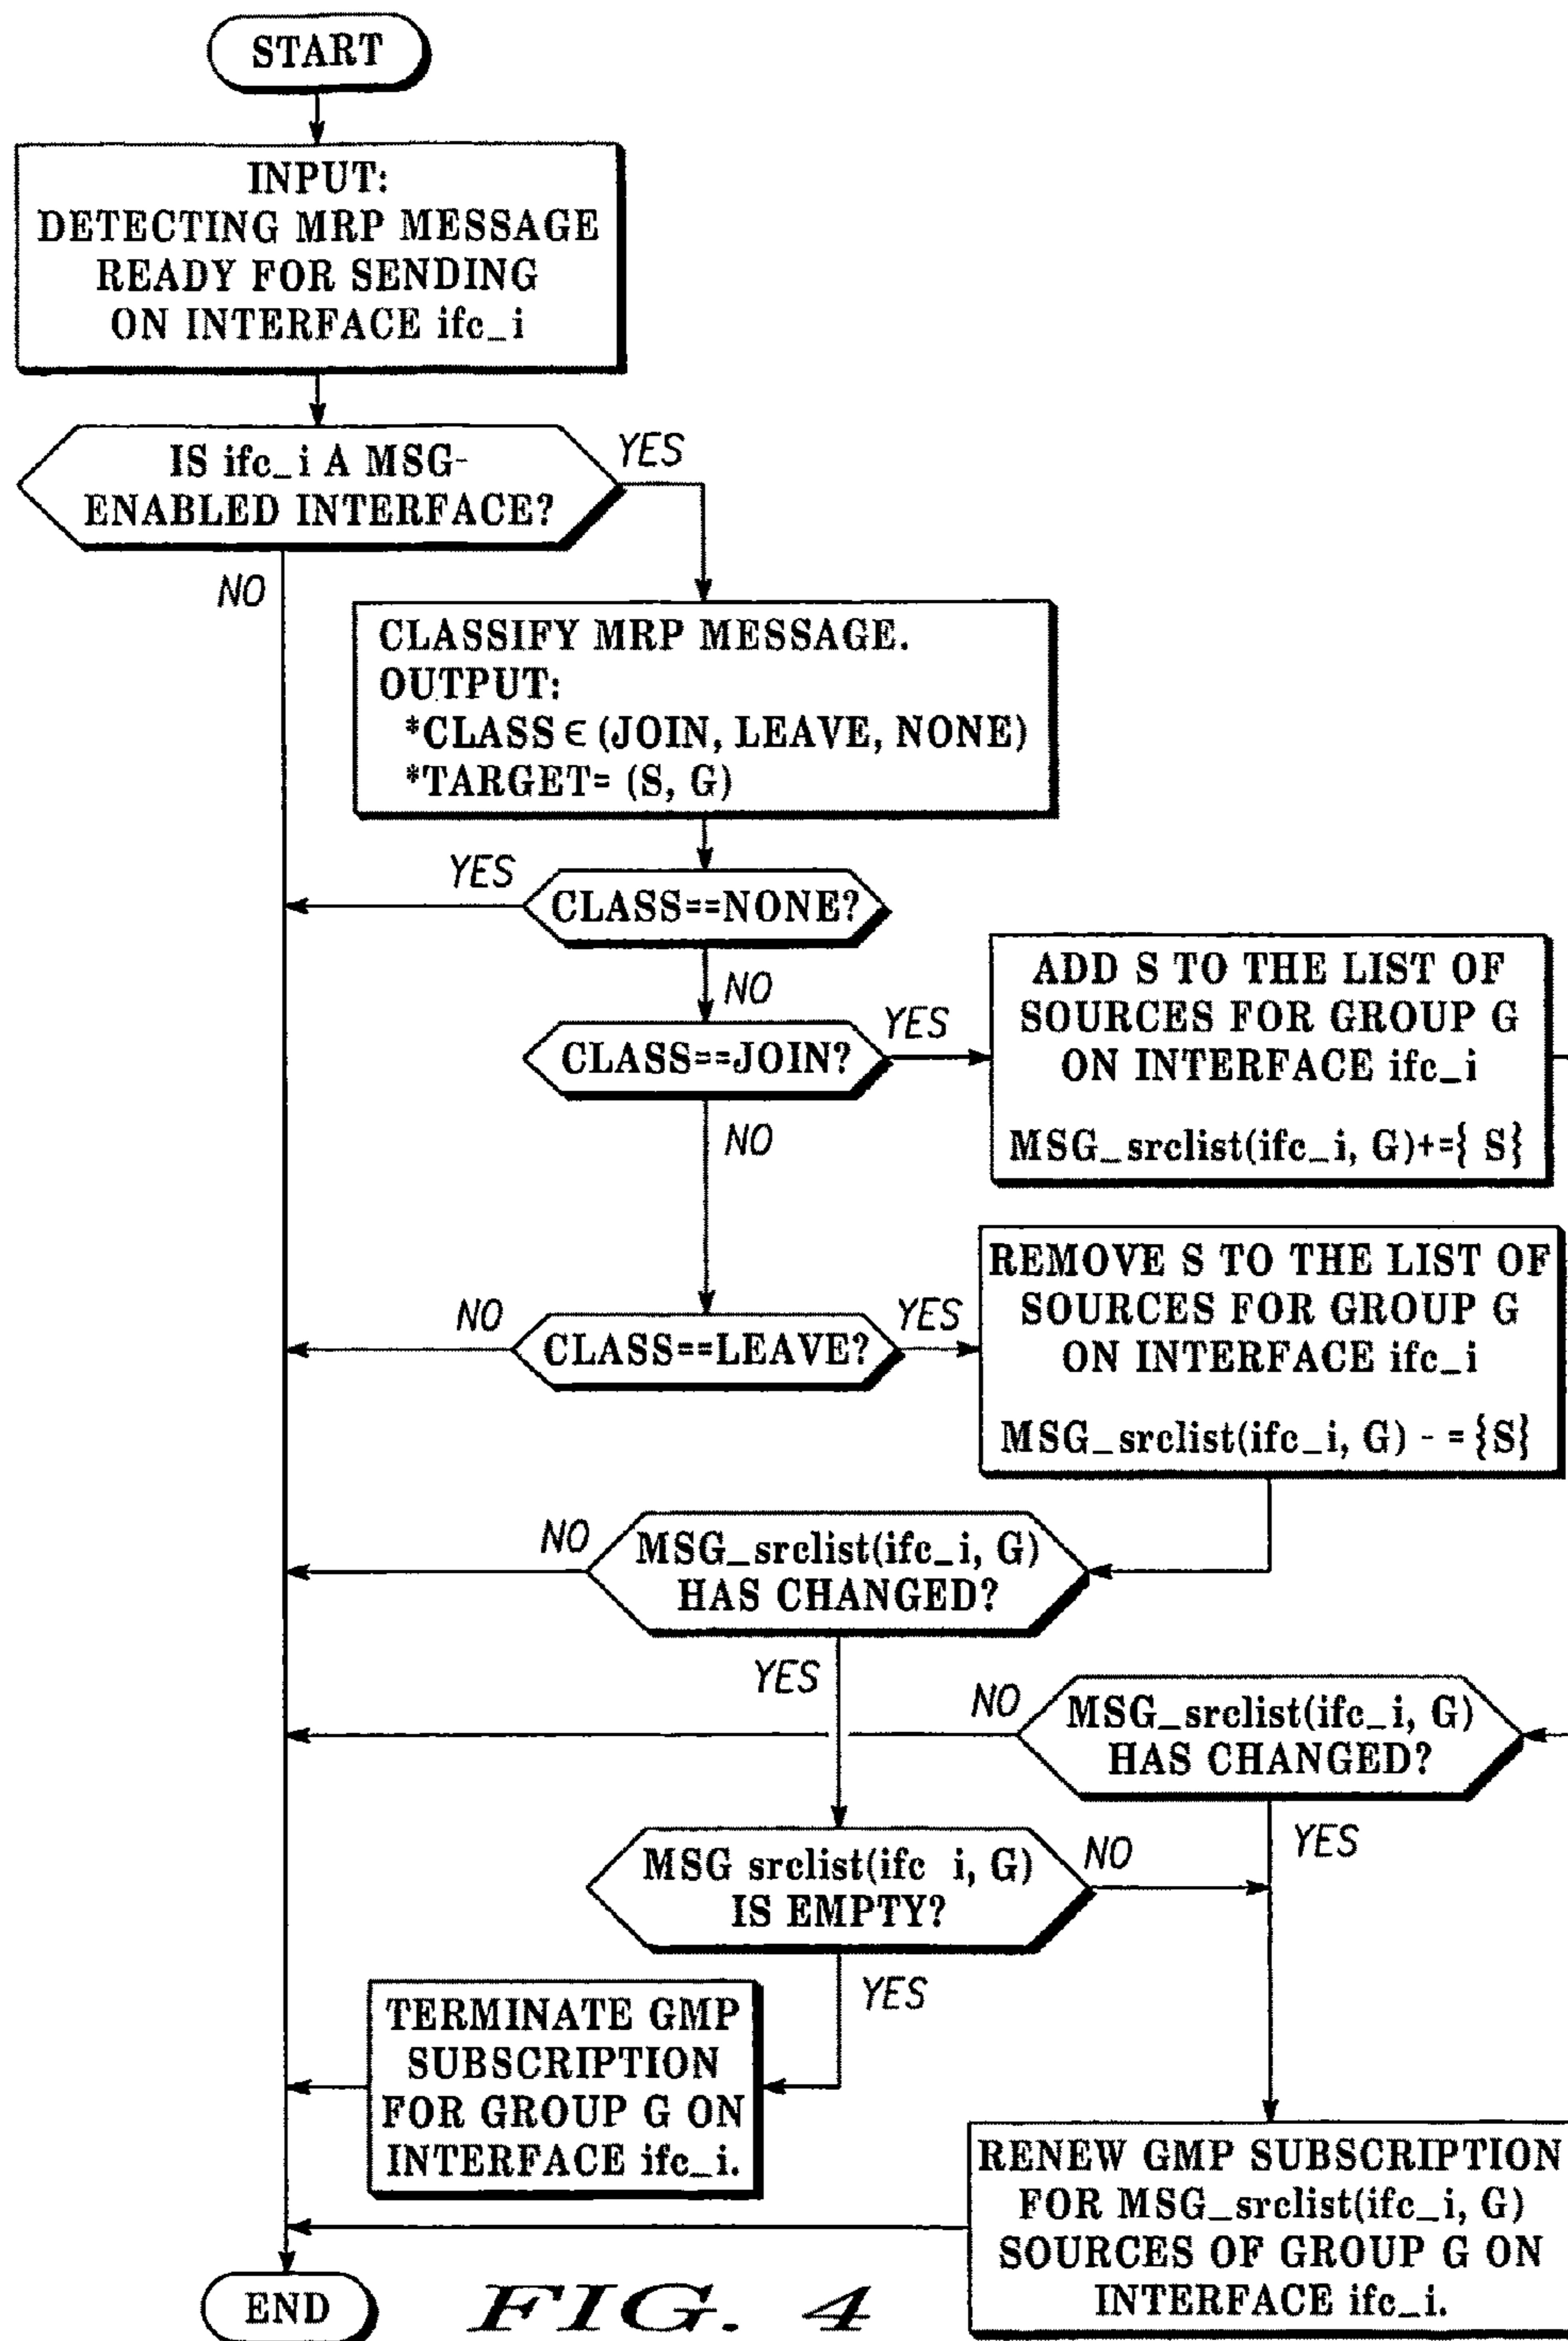 START
INPUT:
DETECTING MRP MESSAGE
READY FOR SENDING
ON INTERFACE ifc_i
IS ifc_i A MSG-
ENABLED INTERFACE?
YES
NO
CLASSIFY MRP MESSAGE.
OUTPUT:
*CLASS ∈ (JOIN, LEAVE, NONE)
*TARGET= (S, G)
YES
CLASS==NONE?
NO
CLASS==JOIN?
YES
ADD S TO THE LIST OF
SOURCES FOR GROUP G
ON INTERFACE ifc_i
MSG_srclist(ifc_i, G)+={ S}
NO
NO
CLASS==LEAVE?
YES
REMOVE S TO THE LIST OF
SOURCES FOR GROUP G
ON INTERFACE ifc_i
MSG_srclist(ifc_i, G) - ={S}
NO
MSG_srclist(ifc_i, G)
HAS CHANGED?
YES
NO
MSG_srclist(ifc_i, G)
HAS CHANGED?
YES
MSG srclist(ifc i, G)
IS EMPTY?
NO
YES
TERMINATE GMP
SUBSCRIPTION
FOR GROUP G ON
INTERFACE ifc_i.
RENEW GMP SUBSCRIPTION
FOR MSG_srclist(ifc_i, G)
SOURCES OF GROUP G ON
INTERFACE ifc_i.
END
FIG. 4